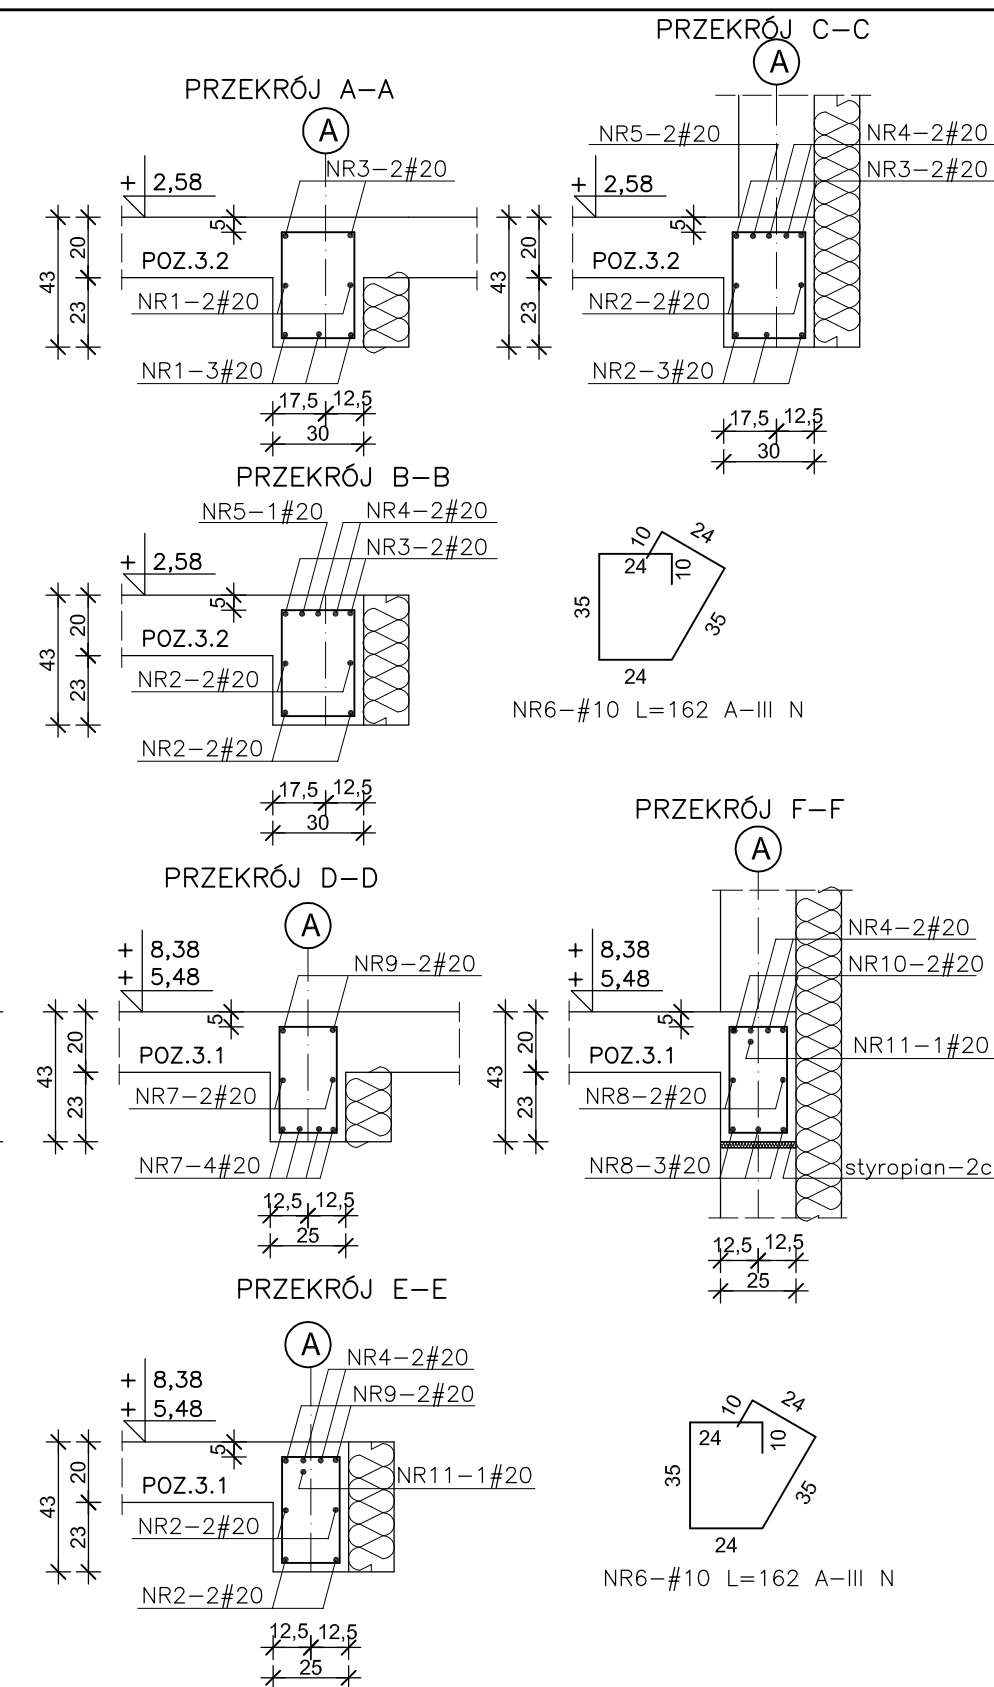 PRZEKRÓJ A-A
A
NR3-2#20
+ 2,58
5
20
43
23
POZ.3.2
NR1-2#20
NR1-3#20
17,5 12,5
30
PRZEKRÓJ C-C
A
NR5-2#20
NR4-2#20
NR3-2#20
+ 2,58
5
20
43
23
POZ.3.2
NR2-2#20
NR2-3#20
17,5 12,5
30
PRZEKRÓJ B-B
NR5-1#20
NR4-2#20
NR3-2#20
+ 2,58
5
20
43
23
POZ.3.2
NR2-2#20
NR2-2#20
17,5 12,5
30
10
24
24
10
35
35
24
NR6-#10 L=162 A-III N
PRZEKRÓJ D-D
A
+ 8,38
+ 5,48
NR9-2#20
5
20
43
23
POZ.3.1
NR7-2#20
NR7-4#20
12,5 12,5
25
PRZEKRÓJ F-F
A
+ 8,38
+ 5,48
NR4-2#20
NR10-2#20
5
20
43
23
POZ.3.1
NR11-1#20
NR8-2#20
NR8-3#20
styropian-2c
12,5 12,5
25
PRZEKRÓJ E-E
A
NR4-2#20
NR9-2#20
+ 8,38
+ 5,48
5
20
43
23
POZ.3.1
NR11-1#20
NR2-2#20
NR2-2#20
12,5 12,5
25
10
24
24
10
35
35
24
NR6-#10 L=162 A-III N